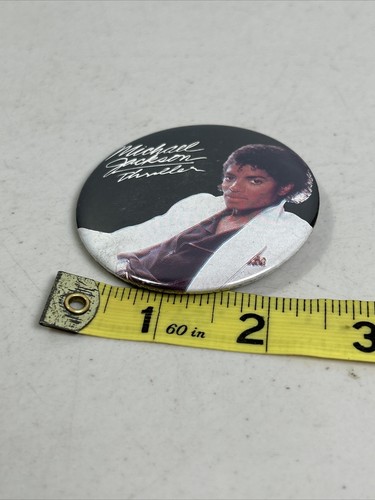 Michael
Jackson
Thriller
1 60 in 2 3